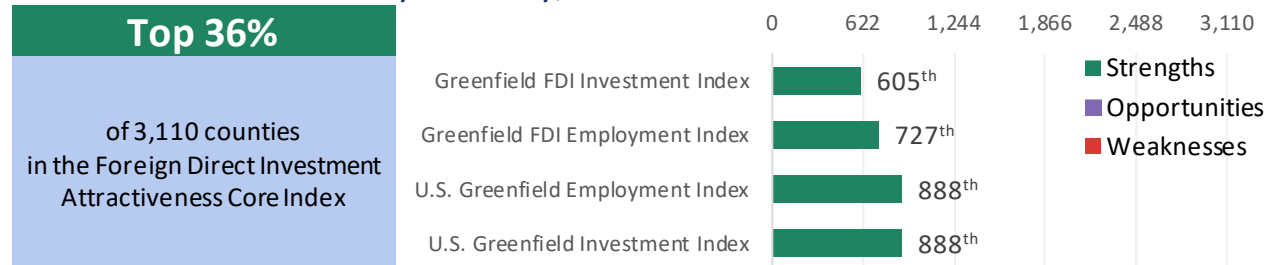 Top 36%
of 3,110 counties
in the Foreign Direct Investment
Attractiveness Core Index
0 622 1,244 1,866 2,488 3,110
Greenfield FDI Investment Index 605th
Greenfield FDI Employment Index 727th
U.S. Greenfield Employment Index 888th
U.S. Greenfield Investment Index 888th
Strengths
Opportunities
Weaknesses